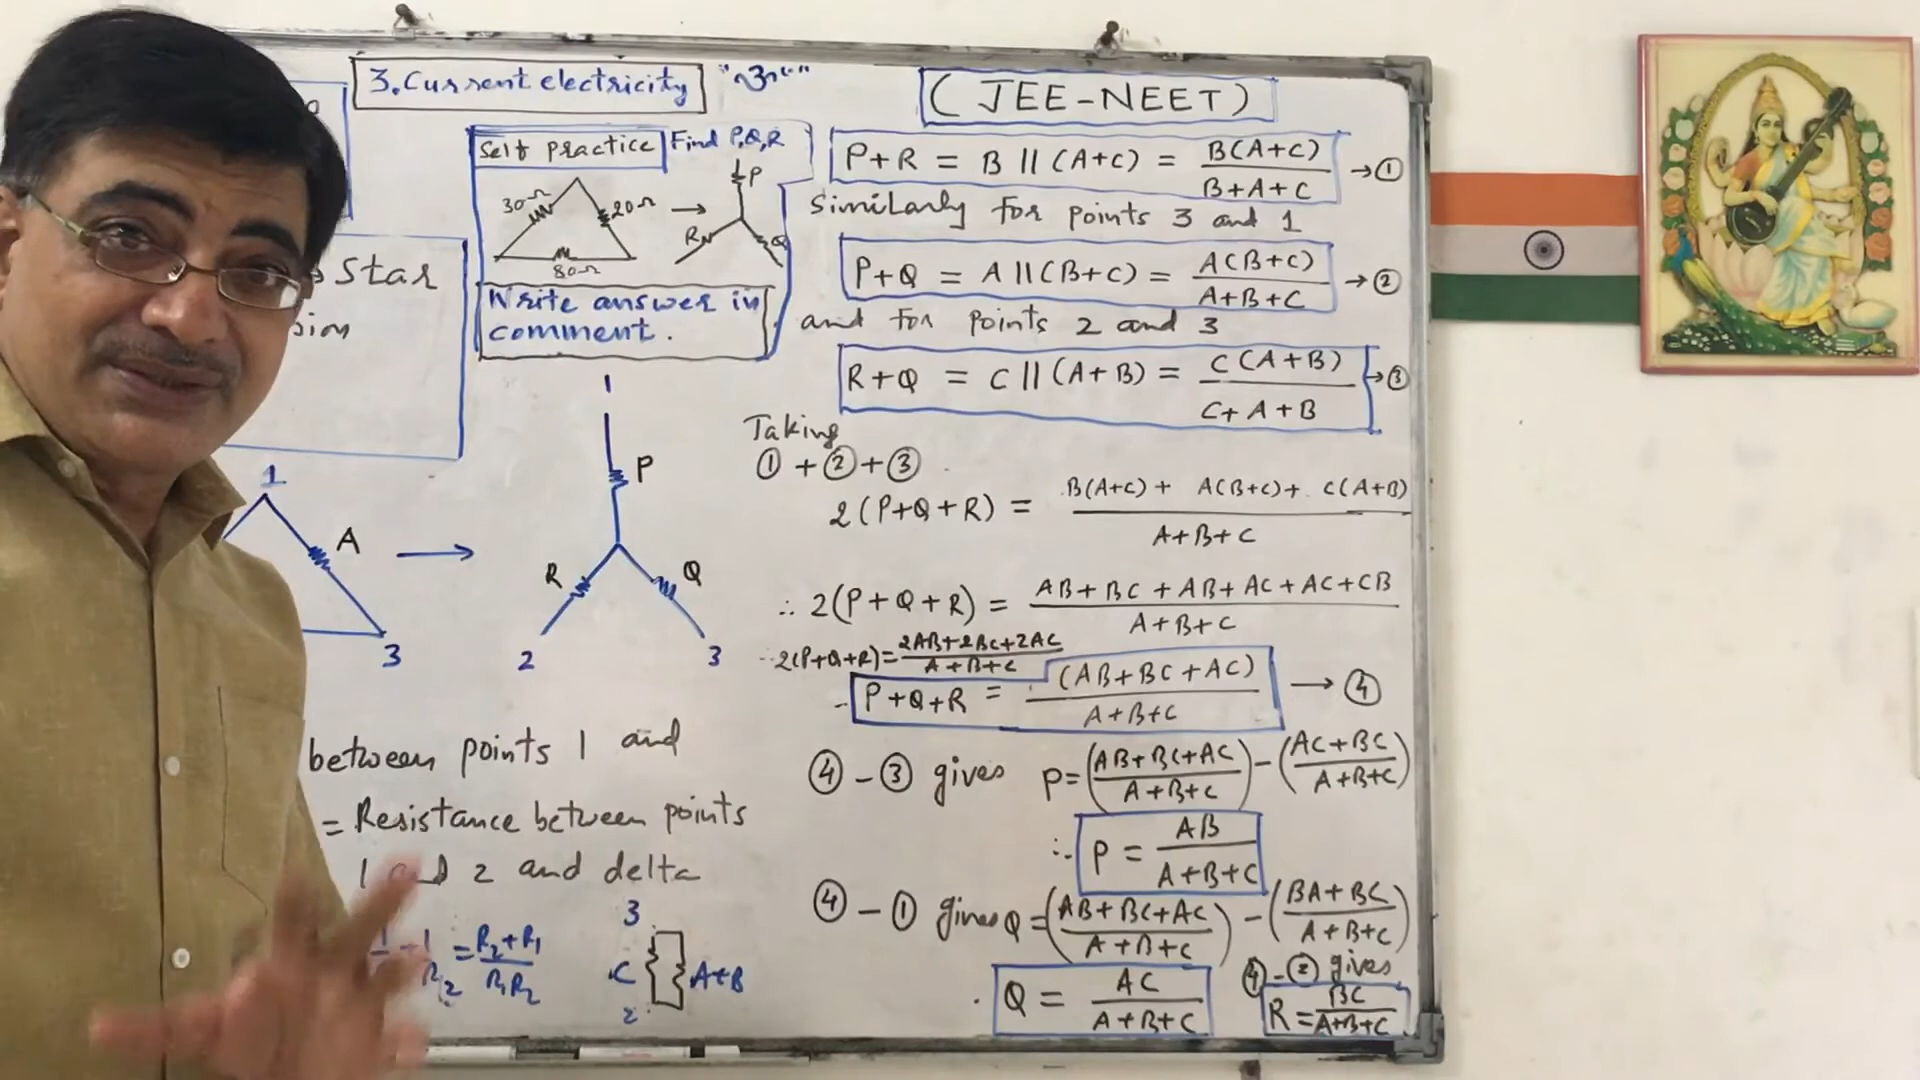 3. Current electricity
"ॐ"
(JEE-NEET)
Self practice
Find P,Q,R
30Ω
20Ω
80Ω
P
R
Q
Write answer in
comment.
Star
P+R = B || (A+C) = B(A+C) / B+A+C → ①
Similarly for points 3 and 1
P+Q = A || (B+C) = A(B+C) / A+B+C → ②
and for points 2 and 3
R+Q = C || (A+B) = C(A+B) / C+A+B → ③
Taking
① + ② + ③
2(P+Q+R) = B(A+C) + A(B+C) + C(A+B) / A+B+C
∴ 2(P+Q+R) = AB+BC+AB+AC+AC+CB / A+B+C
∴ 2(P+Q+R) = 2AB+2BC+2AC / A+B+C
P+Q+R = (AB+BC+AC) / A+B+C → ④
④ - ③ gives P = (AB+BC+AC / A+B+C) - (AC+BC / A+B+C)
∴ P = AB / A+B+C
④ - ① gives Q = (AB+BC+AC / A+B+C) - (BA+BC / A+B+C)
Q = AC / A+B+C
④ - ② gives
R = BC / A+B+C
1
A
3
1
P
R
Q
2
3
between points 1 and
= Resistance between points
1 and 2 and delta
= R₂+R₁ / R₁R₂
3
C
2
A+B